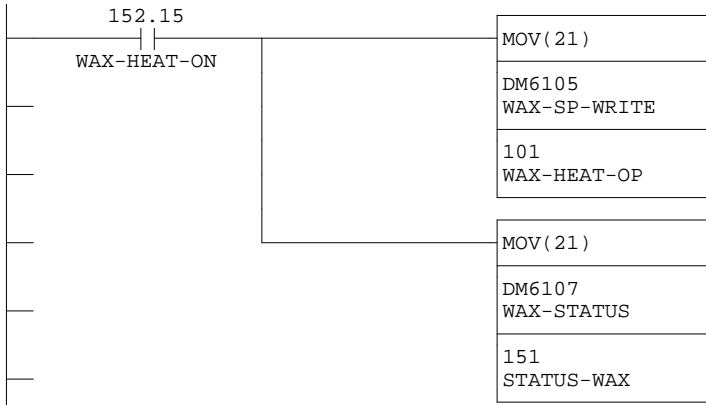 152.15
WAX-HEAT-ON
MOV(21)
DM6105
WAX-SP-WRITE
101
WAX-HEAT-OP
MOV(21)
DM6107
WAX-STATUS
151
STATUS-WAX